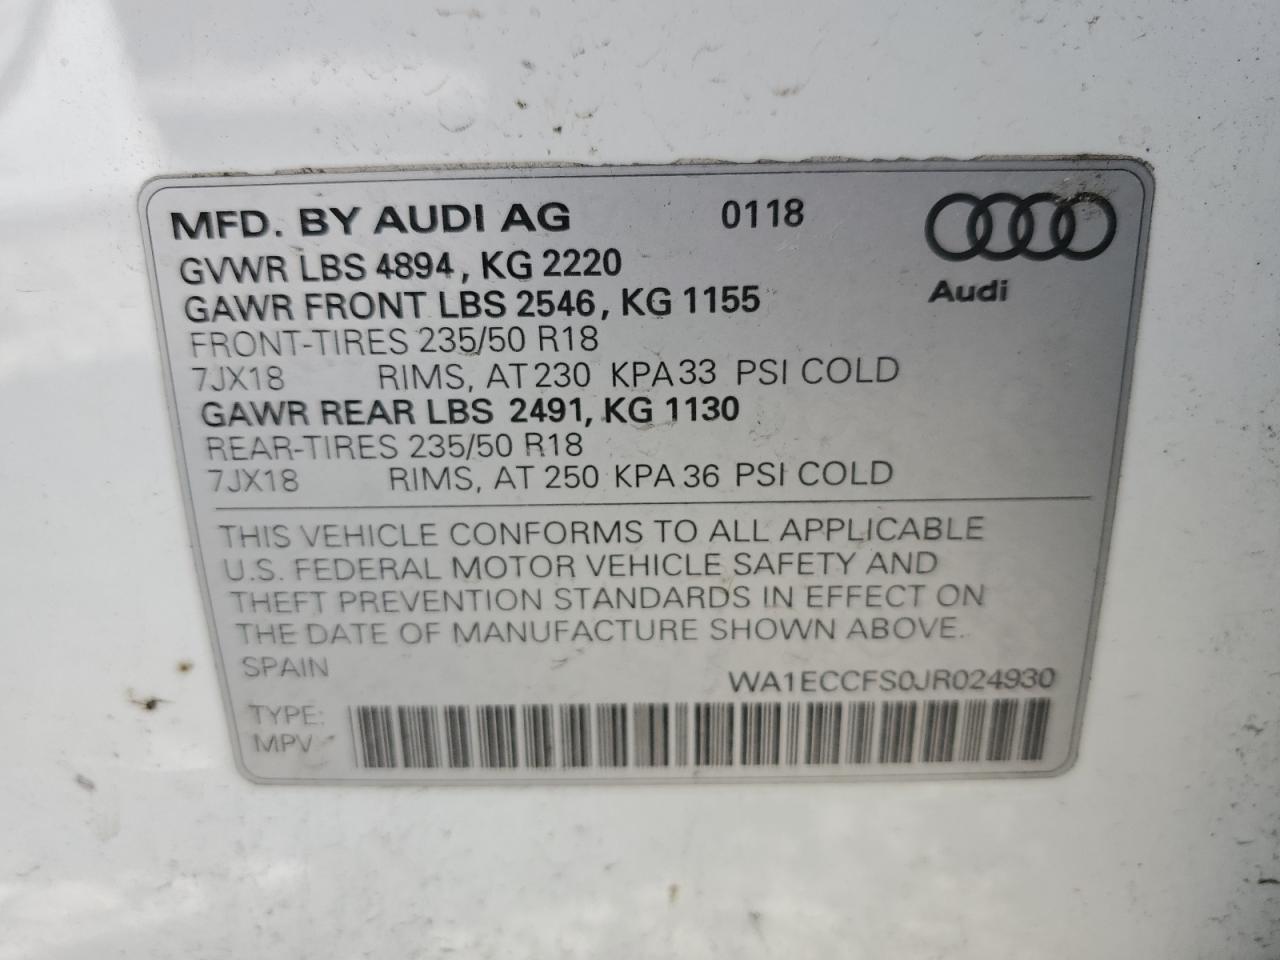 MFD. BY AUDI AG 0118
GVWR LBS 4894, KG 2220
Audi
GAWR FRONT LBS 2546, KG 1155
FRONT-TIRES 235/50 R18
7JX18 RIMS, AT 230 KPA 33 PSI COLD
GAWR REAR LBS 2491, KG 1130
REAR-TIRES 235/50 R18
7JX18 RIMS, AT 250 KPA 36 PSI COLD
THIS VEHICLE CONFORMS TO ALL APPLICABLE
U.S. FEDERAL MOTOR VEHICLE SAFETY AND
THEFT PREVENTION STANDARDS IN EFFECT ON
THE DATE OF MANUFACTURE SHOWN ABOVE.
SPAIN
WA1ECCFS0JR024930
TYPE:
MPV